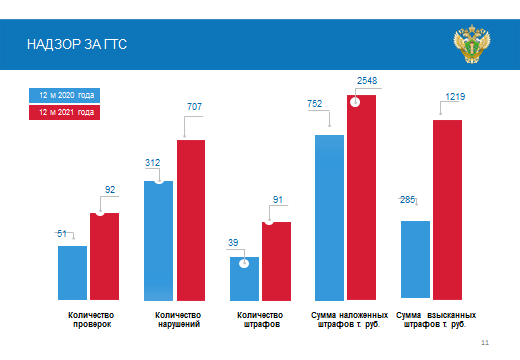 НАДЗОР ЗА ГТС
12 м 2020 года
12 м 2021 года
51
92
312
707
39
91
752
2548
285
1219
Количество
проверок
Количество
нарушений
Количество
штрафов
Сумма наложенных
штрафов т. руб.
Сумма взысканных
штрафов т. руб.
11